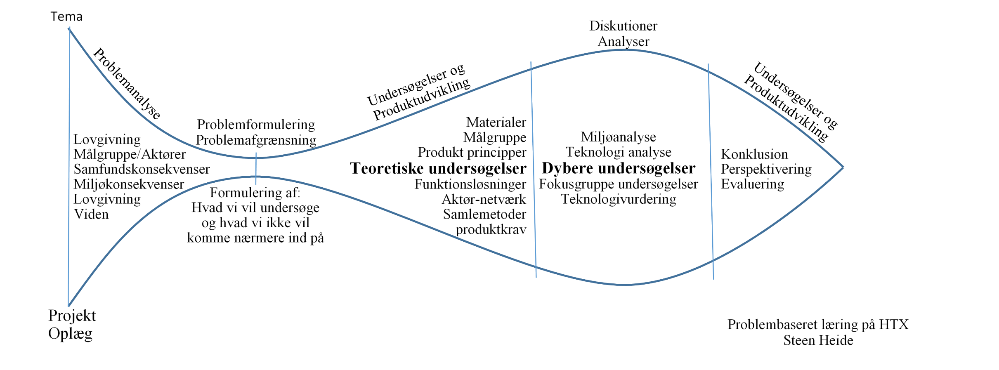 Tema
Problemanalyse
Lovgivning
Målgruppe/Aktører
Samfundskonsekvenser
Miljøkonsekvenser
Lovgivning
Viden
Projekt
Oplæg
Problemformulering
Problemafgrænsning
Formulering af:
Hvad vi vil undersøge
og hvad vi ikke vil
komme nærmere ind på
Undersøgelser og
Produktudvikling
Materialer
Målgruppe
Produkt principper
Teoretiske undersøgelser
Funktionsløsninger
Aktør-netværk
Samlemetoder
produktkrav
Diskutioner
Analyser
Miljøanalyse
Teknologi analyse
Dybere undersøgelser
Fokusgruppe undersøgelser
Teknologivurdering
Undersøgelser og
Produktudvikling
Konklusion
Perspektivering
Evaluering
Problembaseret læring på HTX
Steen Heide